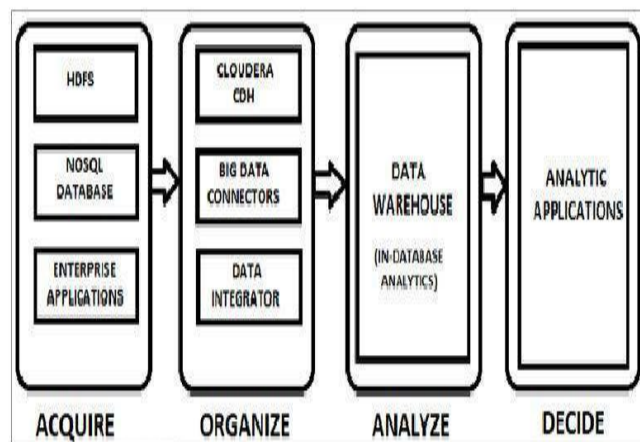 HDFS
NOSQL
DATABASE
ENTERPRISE
APPLICATIONS
ACQUIRE
CLOUDERA
CDH
BIG DATA
CONNECTORS
DATA
INTEGRATOR
ORGANIZE
DATA
WAREHOUSE
(IN-DATABASE
ANALYTICS)
ANALYZE
ANALYTIC
APPLICATIONS
DECIDE